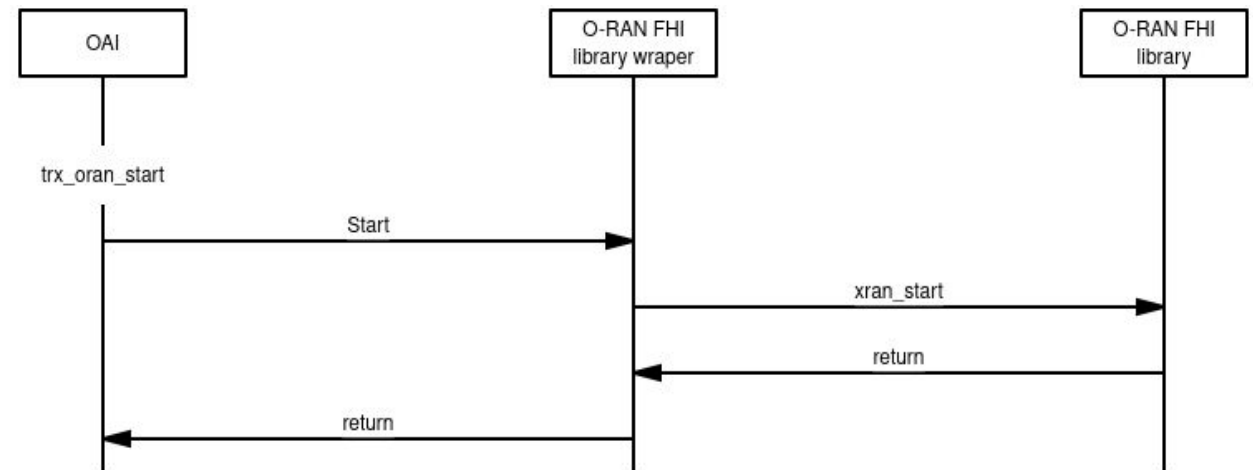 OAI
O-RAN FHI
library wraper
O-RAN FHI
library
trx_oran_start
Start
xran_start
return
return